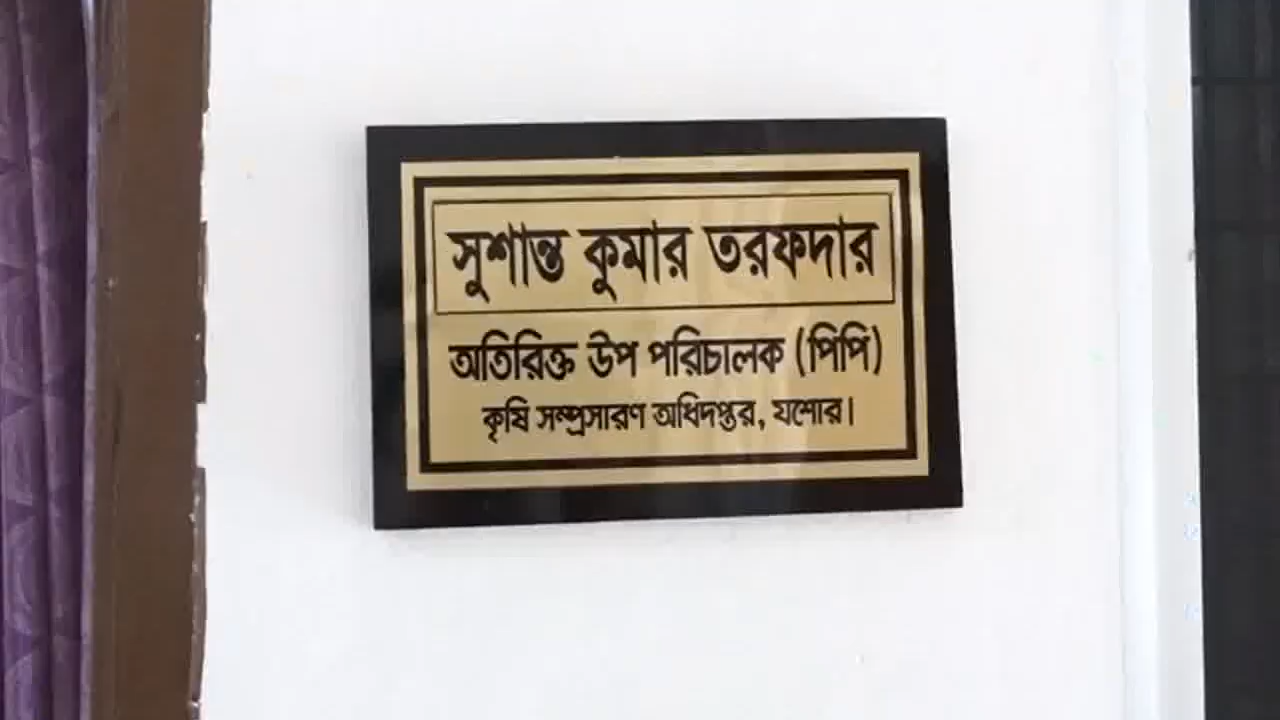 সুশান্ত কুমার তরফদার
অতিরিক্ত উপ পরিচালক (পিপি)
কৃষি সম্প্রসারণ অধিদপ্তর, যশোর।